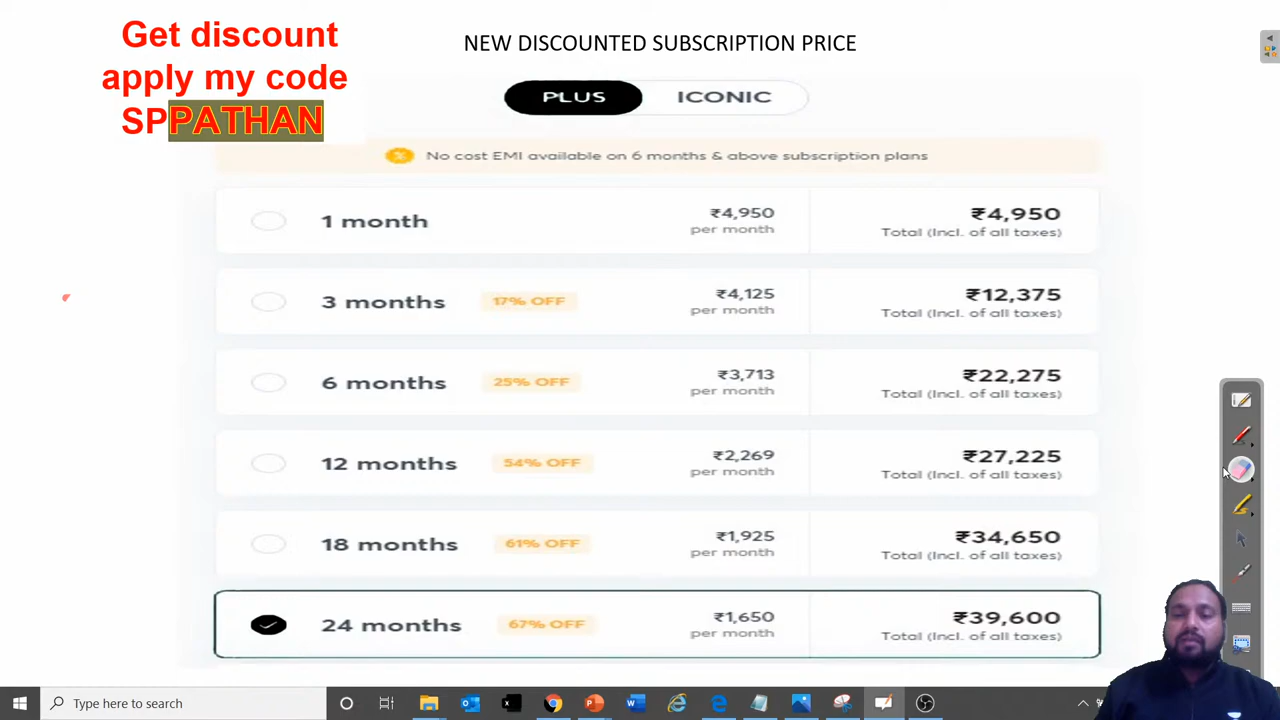 Get discount
apply my code
SPPATHAN
NEW DISCOUNTED SUBSCRIPTION PRICE
PLUS ICONIC
No cost EMI available on 6 months & above subscription plans
1 month ₹4,950 per month ₹4,950 Total (Incl. of all taxes)
3 months 17% OFF ₹4,125 per month ₹12,375 Total (Incl. of all taxes)
6 months 25% OFF ₹3,713 per month ₹22,275 Total (Incl. of all taxes)
12 months 54% OFF ₹2,269 per month ₹27,225 Total (Incl. of all taxes)
18 months 61% OFF ₹1,925 per month ₹34,650 Total (Incl. of all taxes)
24 months 67% OFF ₹1,650 per month ₹39,600 Total (Incl. of all taxes)
Type here to search